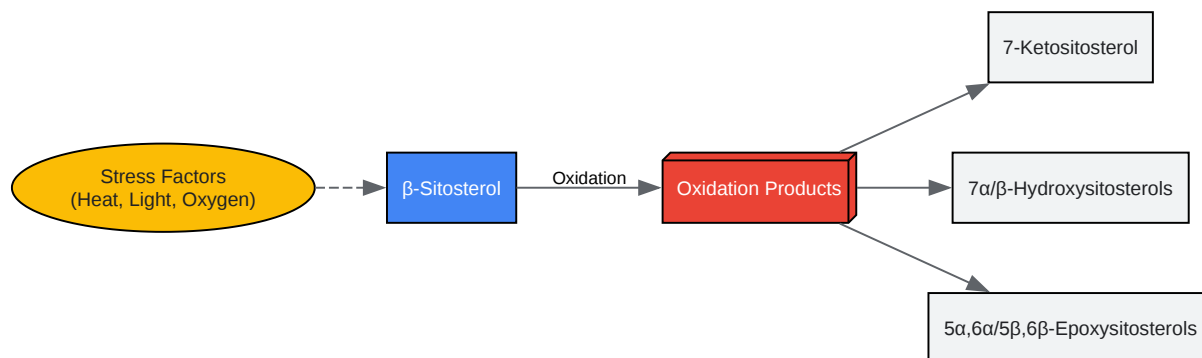 Stress Factors
(Heat, Light, Oxygen)
β-Sitosterol
Oxidation
Oxidation Products
7-Ketositosterol
7α/β-Hydroxysitosterols
5α,6α/5β,6β-Epoxysitosterols